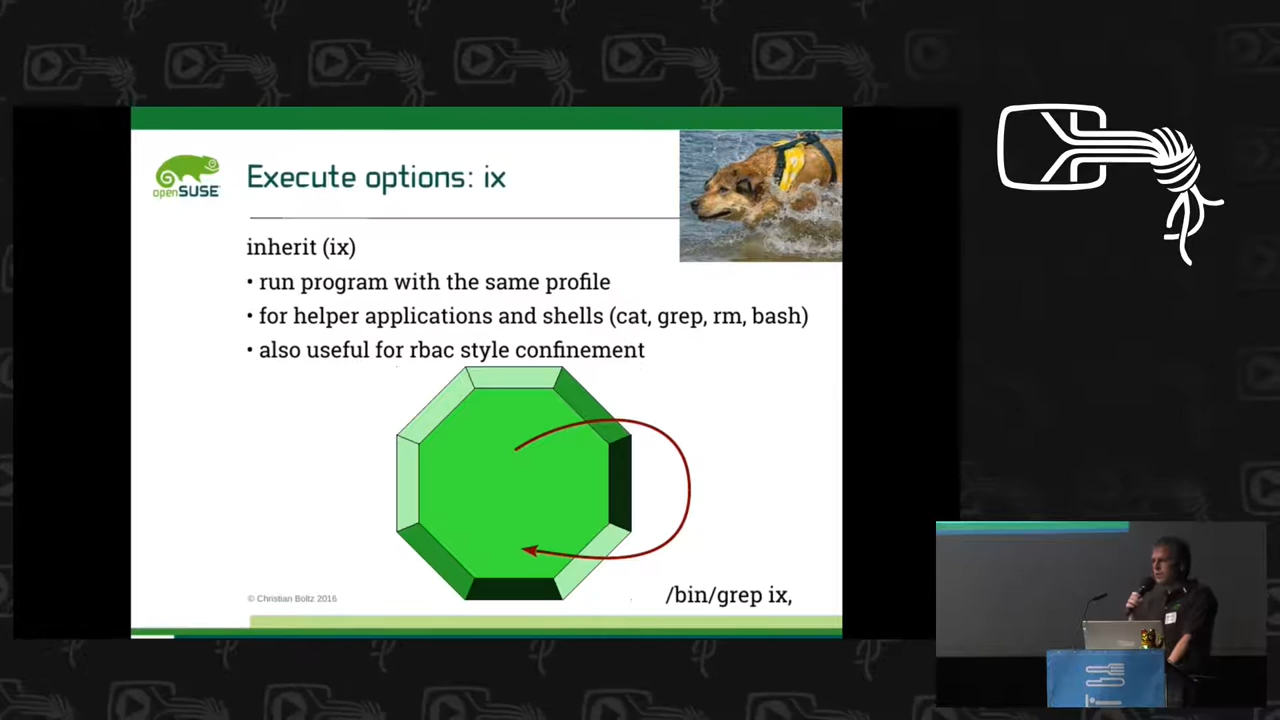 openSUSE
Execute options: ix
inherit (ix)
• run program with the same profile
• for helper applications and shells (cat, grep, rm, bash)
• also useful for rbac style confinement
/bin/grep ix,
© Christian Boltz 2016